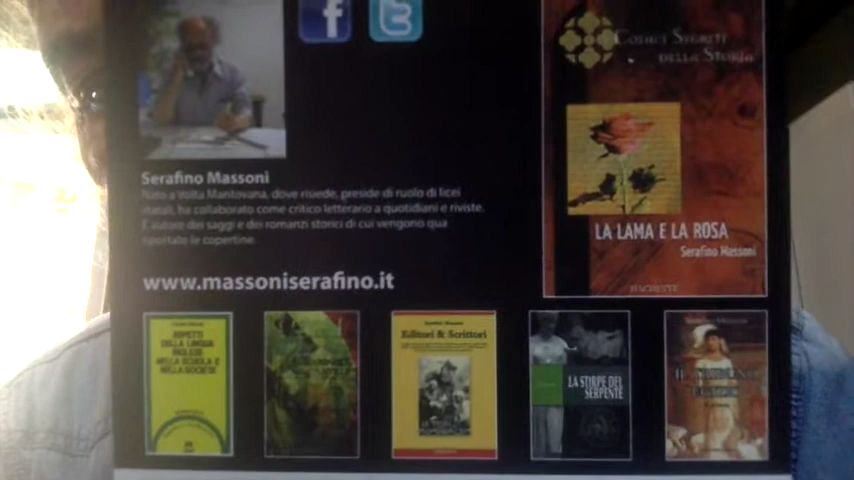 f
t
CODICI SEGRETI
DELLA STORIA
LA LAMA E LA ROSA
Serafino Massoni
HACHETTE
Serafino Massoni
Nato a Volta Mantovana, dove risiede, preside di ruolo di licei
statali, ha collaborato come critico letterario a quotidiani e riviste.
È autore dei saggi e dei romanzi storici di cui vengono qua
riportate le copertine.
www.massoniserafino.it
ASPETTI
DELLA LINGUA
INGLESE
NELLA SCUOLA E
NELLA SOCIETÀ
Editori & Scrittori
LA STIRPE DEL
SERPENTE
IL